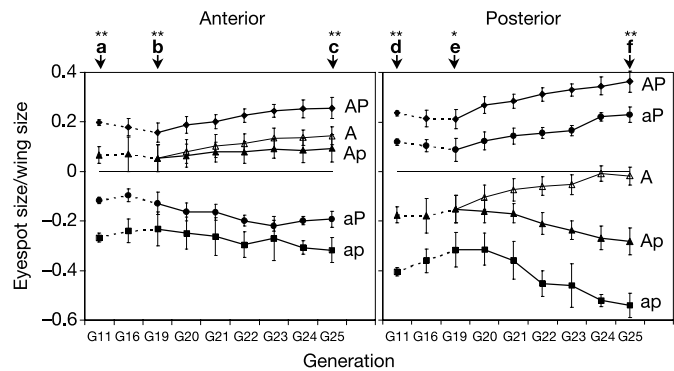 Anterior Posterior
** ** ** ** * **
a b c d e f
0.4
0.2
0
−0.2
−0.4
−0.6
Eyespot size/wing size
AP
A
Ap
aP
ap
AP
aP
A
Ap
ap
G11 G16 G19 G20 G21 G22 G23 G24 G25 G11 G16 G19 G20 G21 G22 G23 G24 G25
Generation